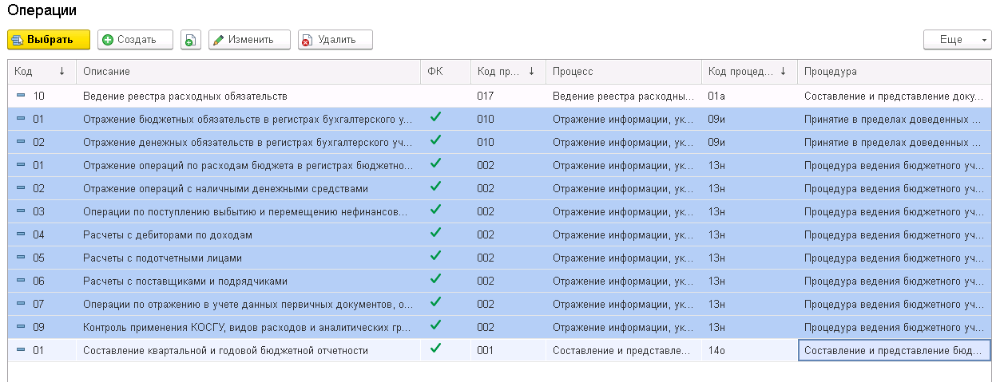 Операции
Выбрать Создать Изменить Удалить Еще
Код ↓ Описание ФК Код пр... ↓ Процесс Код процед... ↓ Процедура
10 Ведение реестра расходных обязательств 017 Ведение реестра расходны... 01а Составление и представление доку...
01 Отражение бюджетных обязательств в регистрах бухгалтерского у... 010 Отражение информации, ук... 09и Принятие в пределах доведенных ...
02 Отражение денежных обязательств в регистрах бухгалтерского уч... 010 Отражение информации, ук... 09и Принятие в пределах доведенных ...
01 Отражение операций по расходам бюджета в регистрах бюджетно... 002 Отражение информации, ук... 13н Процедура ведения бюджетного уч...
02 Отражение операций с наличными денежными средствами 002 Отражение информации, ук... 13н Процедура ведения бюджетного уч...
03 Операции по поступлению выбытию и перемещению нефинансов... 002 Отражение информации, ук... 13н Процедура ведения бюджетного уч...
04 Расчеты с дебиторами по доходам 002 Отражение информации, ук... 13н Процедура ведения бюджетного уч...
05 Расчеты с подотчетными лицами 002 Отражение информации, ук... 13н Процедура ведения бюджетного уч...
06 Расчеты с поставщиками и подрядчиками 002 Отражение информации, ук... 13н Процедура ведения бюджетного уч...
07 Операции по отражению в учете данных первичных документов, о... 002 Отражение информации, ук... 13н Процедура ведения бюджетного уч...
09 Контроль применения КОСГУ, видов расходов и аналитических гр... 002 Отражение информации, ук... 13н Процедура ведения бюджетного уч...
01 Составление квартальной и годовой бюджетной отчетности 001 Составление и представле... 14о Составление и представление бюд...